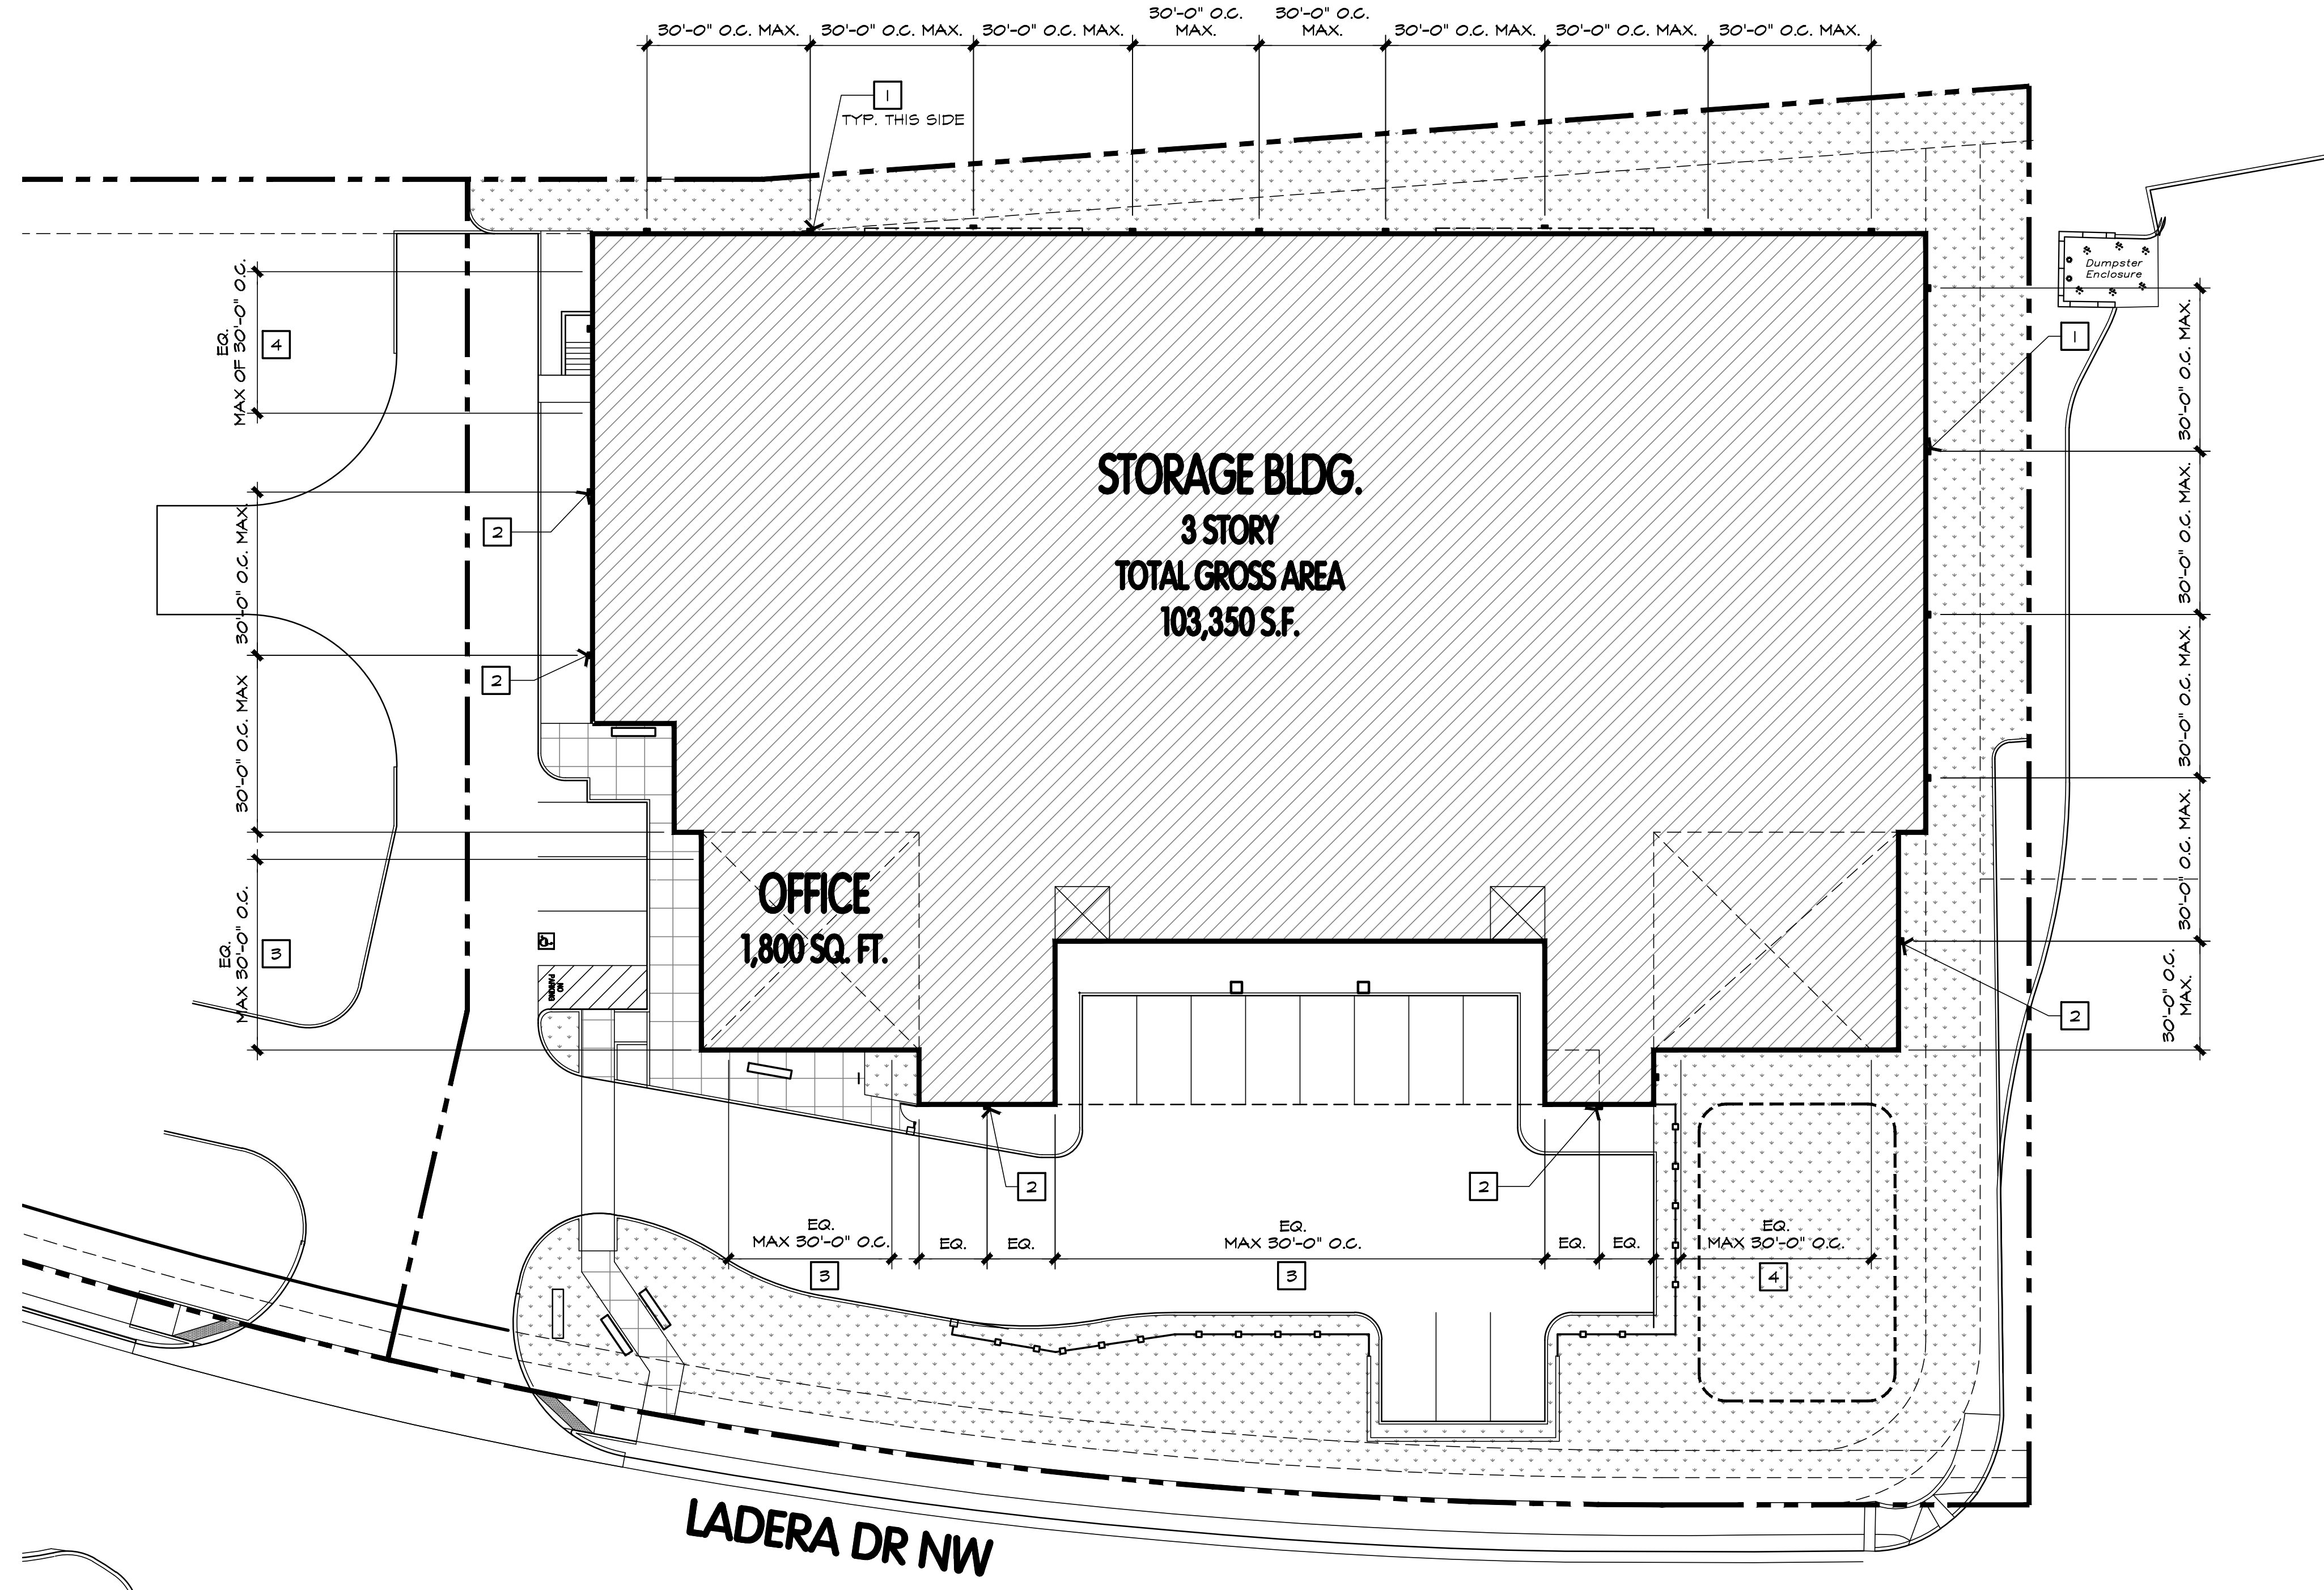 30'-0" O.C. MAX.
30'-0" O.C. MAX.
30'-0" O.C. MAX.
30'-0" O.C.
MAX.
30'-0" O.C.
MAX.
30'-0" O.C. MAX.
30'-0" O.C. MAX.
30'-0" O.C. MAX.
1
TYP. THIS SIDE
Dumpster
Enclosure
EQ.
MAX OF 30'-0" O.C.
4
1
30'-0" O.C. MAX.
STORAGE BLDG.
3 STORY
TOTAL GROSS AREA
103,350 S.F.
2
30'-0" O.C. MAX.
30'-0" O.C. MAX.
2
30'-0" O.C. MAX
30'-0" O.C. MAX.
30'-0" O.C. MAX.
OFFICE
1,800 SQ. FT.
EQ.
MAX 30'-0" O.C.
3
NO
PARKING
30'-0" O.C.
MAX.
2
2
2
EQ.
MAX 30'-0" O.C.
3
EQ.
EQ.
EQ.
MAX 30'-0" O.C.
3
EQ.
EQ.
EQ.
MAX 30'-0" O.C.
4
LADERA DR NW